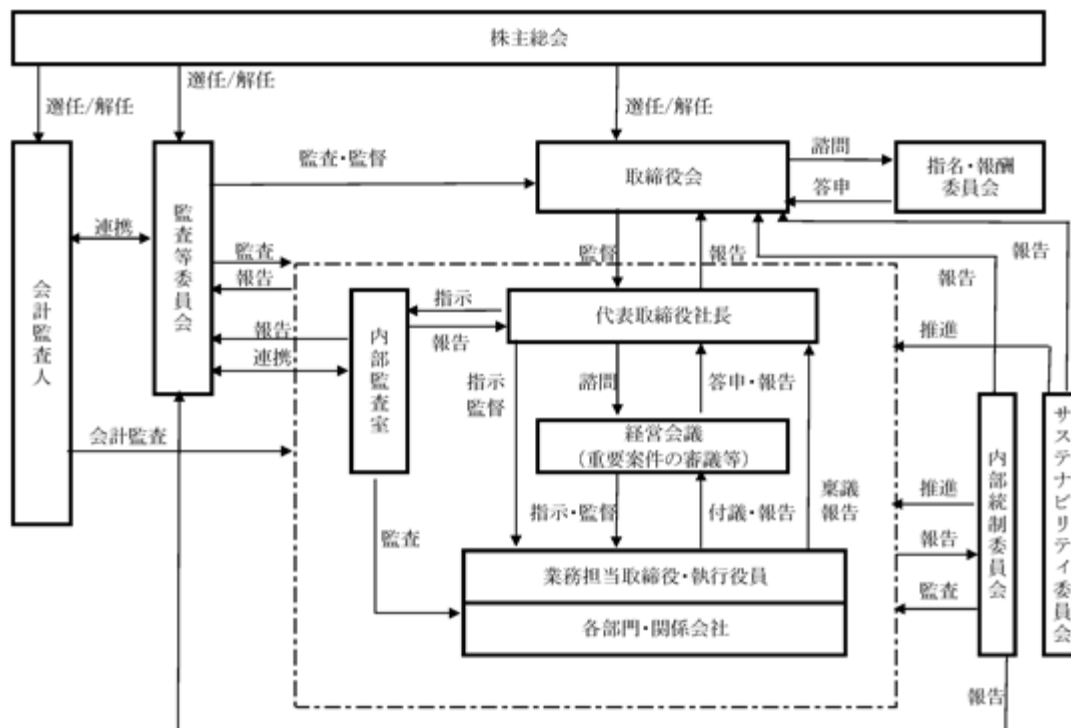 株主総会
選任/解任
選任/解任
選任/解任
会計監査人
監査等委員会
監査・監督
取締役会
諮問
答申
指名・報酬
委員会
連携
監査
報告
監督
報告
報告
報告
代表取締役社長
指示
報告
報告
連携
内部監査室
推進
指示
監督
諮問
答申・報告
会計監査
経営会議
（重要案件の審議等）
稟議
報告
指示・監督
付議・報告
監査
推進
報告
監査
内部統制委員会
サステナビリティ委員会
業務担当取締役・執行役員
各部門・関係会社
報告